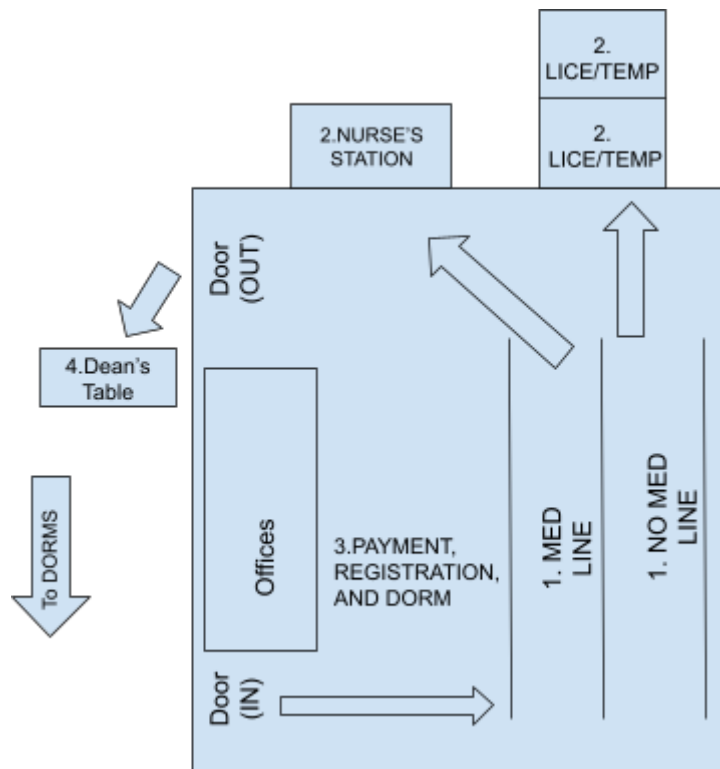 2.
LICE/TEMP
2.NURSE'S
STATION
2.
LICE/TEMP
Door
(OUT)
4.Dean's
Table
Offices
3.PAYMENT,
REGISTRATION,
AND DORM
1. MED
LINE
1. NO MED
LINE
To DORMS
Door
(IN)